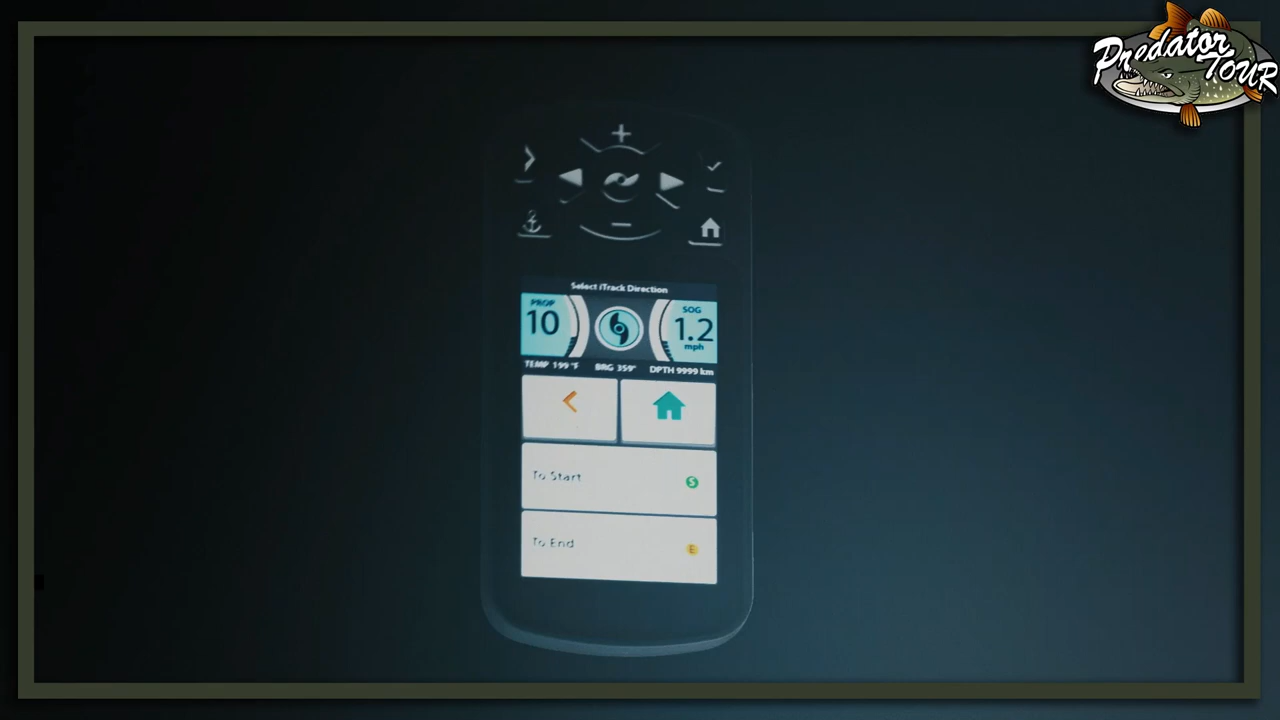 Predator
TOUR
Select iTrack Direction
PROP
10
SOG
1.2
mph
TEMP 199 °F
BRG 359°
DPTH 9999 km
To Start
S
To End
E